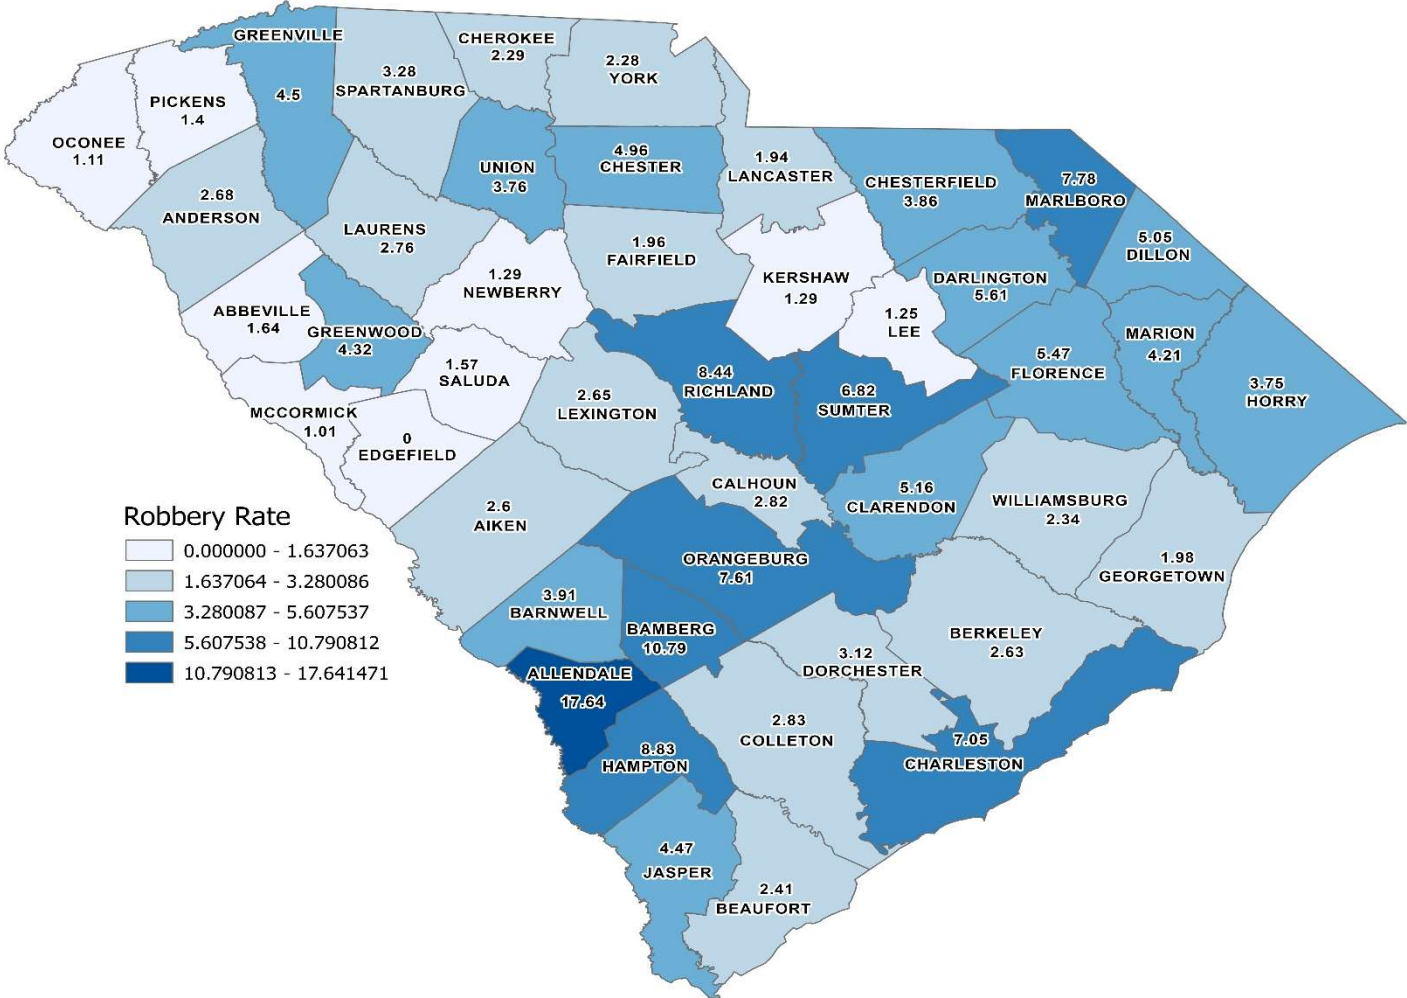 GREENVILLE
4.5
CHEROKEE
2.29
3.28
SPARTANBURG
2.28
YORK
PICKENS
1.4
OCONEE
1.11
UNION
3.76
4.96
CHESTER
1.94
LANCASTER
CHESTERFIELD
3.86
7.78
MARLBORO
2.68
ANDERSON
LAURENS
2.76
1.96
FAIRFIELD
5.05
DILLON
1.29
NEWBERRY
KERSHAW
1.29
DARLINGTON
5.61
ABBEVILLE
1.64
GREENWOOD
4.32
1.25
LEE
MARION
4.21
1.57
SALUDA
8.44
RICHLAND
5.47
FLORENCE
3.75
HORRY
MCCORMICK
1.01
2.65
LEXINGTON
6.82
SUMTER
0
EDGEFIELD
CALHOUN
2.82
5.16
CLARENDON
WILLIAMSBURG
2.34
2.6
AIKEN
ORANGEBURG
7.61
1.98
GEORGETOWN
3.91
BARNWELL
BAMBERG
10.79
BERKELEY
2.63
3.12
DORCHESTER
ALLENDALE
17.64
2.83
COLLETON
7.05
CHARLESTON
8.83
HAMPTON
4.47
JASPER
2.41
BEAUFORT
Robbery Rate
0.000000 - 1.637063
1.637064 - 3.280086
3.280087 - 5.607537
5.607538 - 10.790812
10.790813 - 17.641471